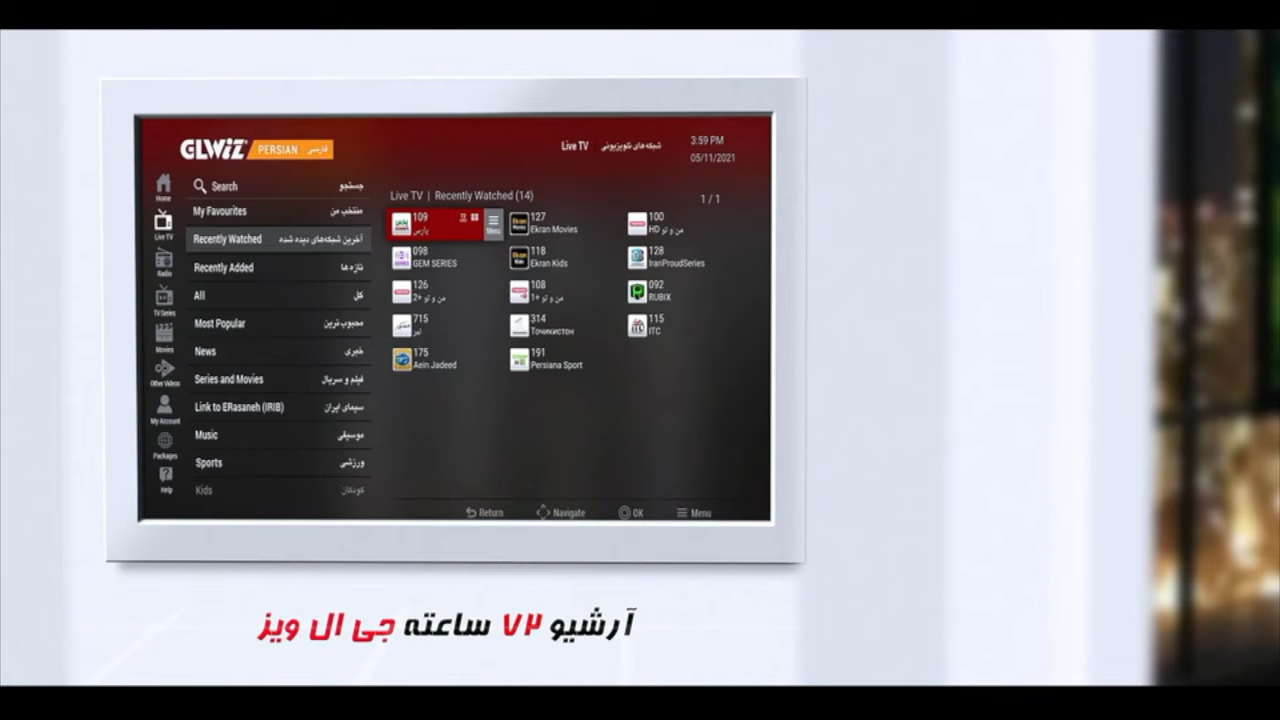 GLWiZ PERSIAN فارسی
Live TV شبکه‌های تلویزیونی
3:59 PM
05/11/2021
Home
Live TV
Radio
TV Series
Movies
Other Videos
My Account
Packages
Help
Search جستجو
My Favourites منتخب من
Recently Watched آخرین شبکه‌های دیده شده
Recently Added تازه ها
All کل
Most Popular محبوب ترین
News خبری
Series and Movies فیلم و سریال
Link to ERasaneh (IRIB) سیمای ایران
Music موسیقی
Sports ورزشی
Kids کودکان
Live TV | Recently Watched (14) 1 / 1
109 پارس Menu
127 Ekran Movies
100 من و تو HD
098 GEM SERIES
118 Ekran Kids
128 IranProudSeries
126 من و تو 2+
108 من و تو 1+
092 RUBIX
715
314 Точикистон
115 ITC
175 Aein Jadeed
191 Persiana Sport
Return Navigate OK Menu
آرشیو ۷۲ ساعته جی ال ویز